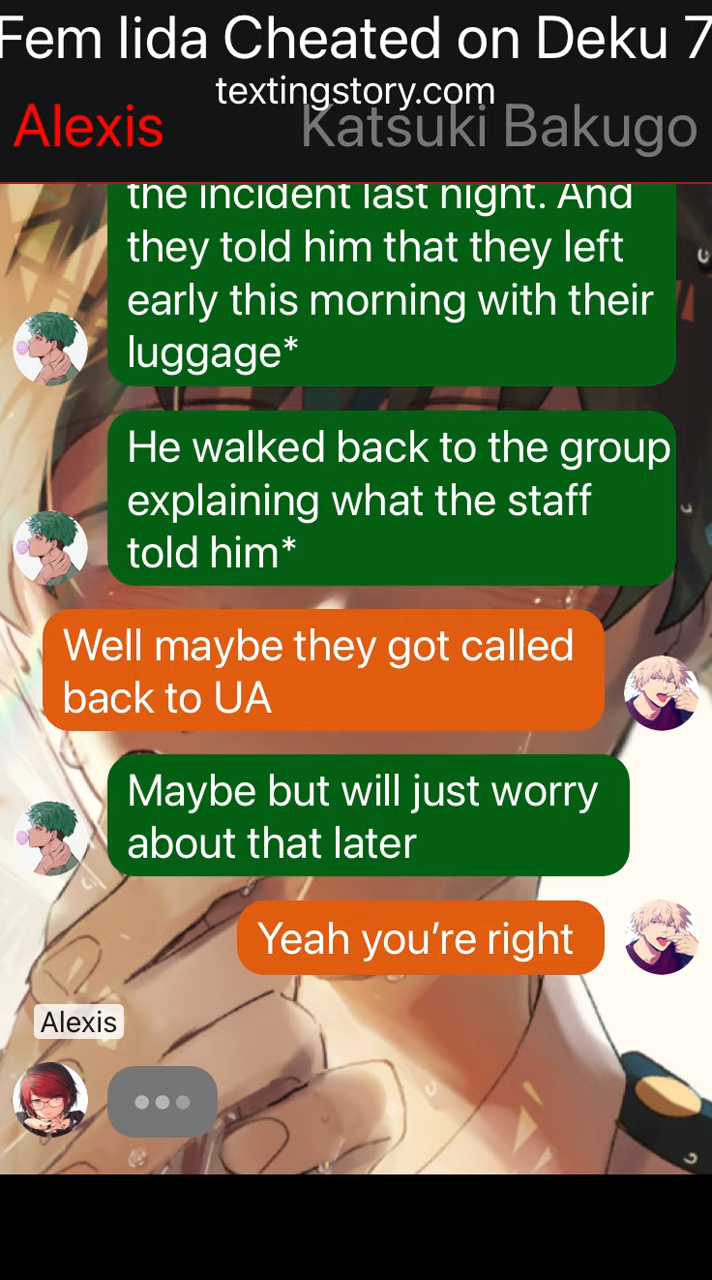 Fem Iida Cheated on Deku 7
textingstory.com
Alexis
Katsuki Bakugo
the incident last night. And
they told him that they left
early this morning with their
luggage*
He walked back to the group
explaining what the staff
told him*
Well maybe they got called
back to UA
Maybe but will just worry
about that later
Yeah you’re right
Alexis